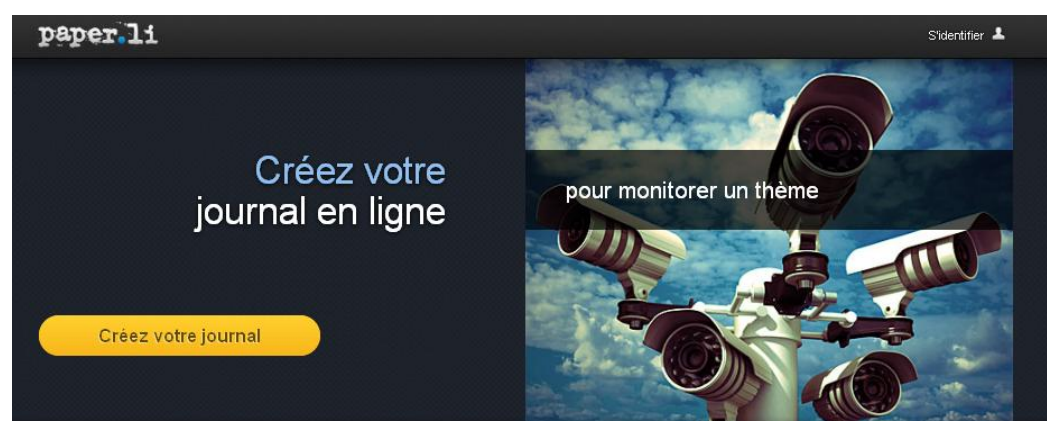 paper.li
S'identifier
Créez votre
journal en ligne
pour monitorer un thème
Créez votre journal